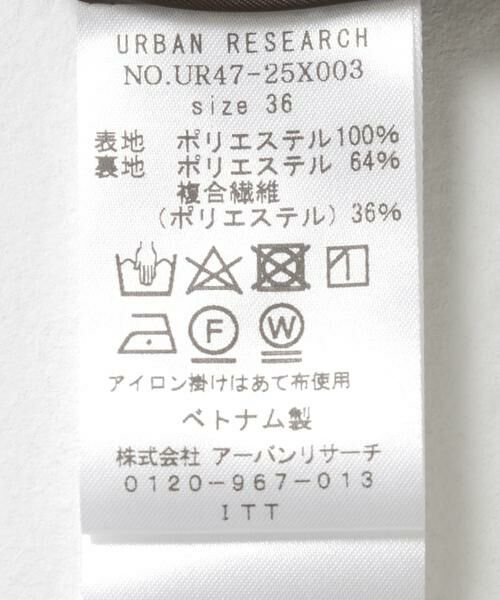 URBAN RESEARCH
NO.UR47-25X003
size 36
表地 ポリエステル100%
裏地 ポリエステル 64%
複合繊維
(ポリエステル) 36%
F W
アイロン掛けはあて布使用
ベトナム製
株式会社 アーバンリサーチ
0120-967-013
ITT